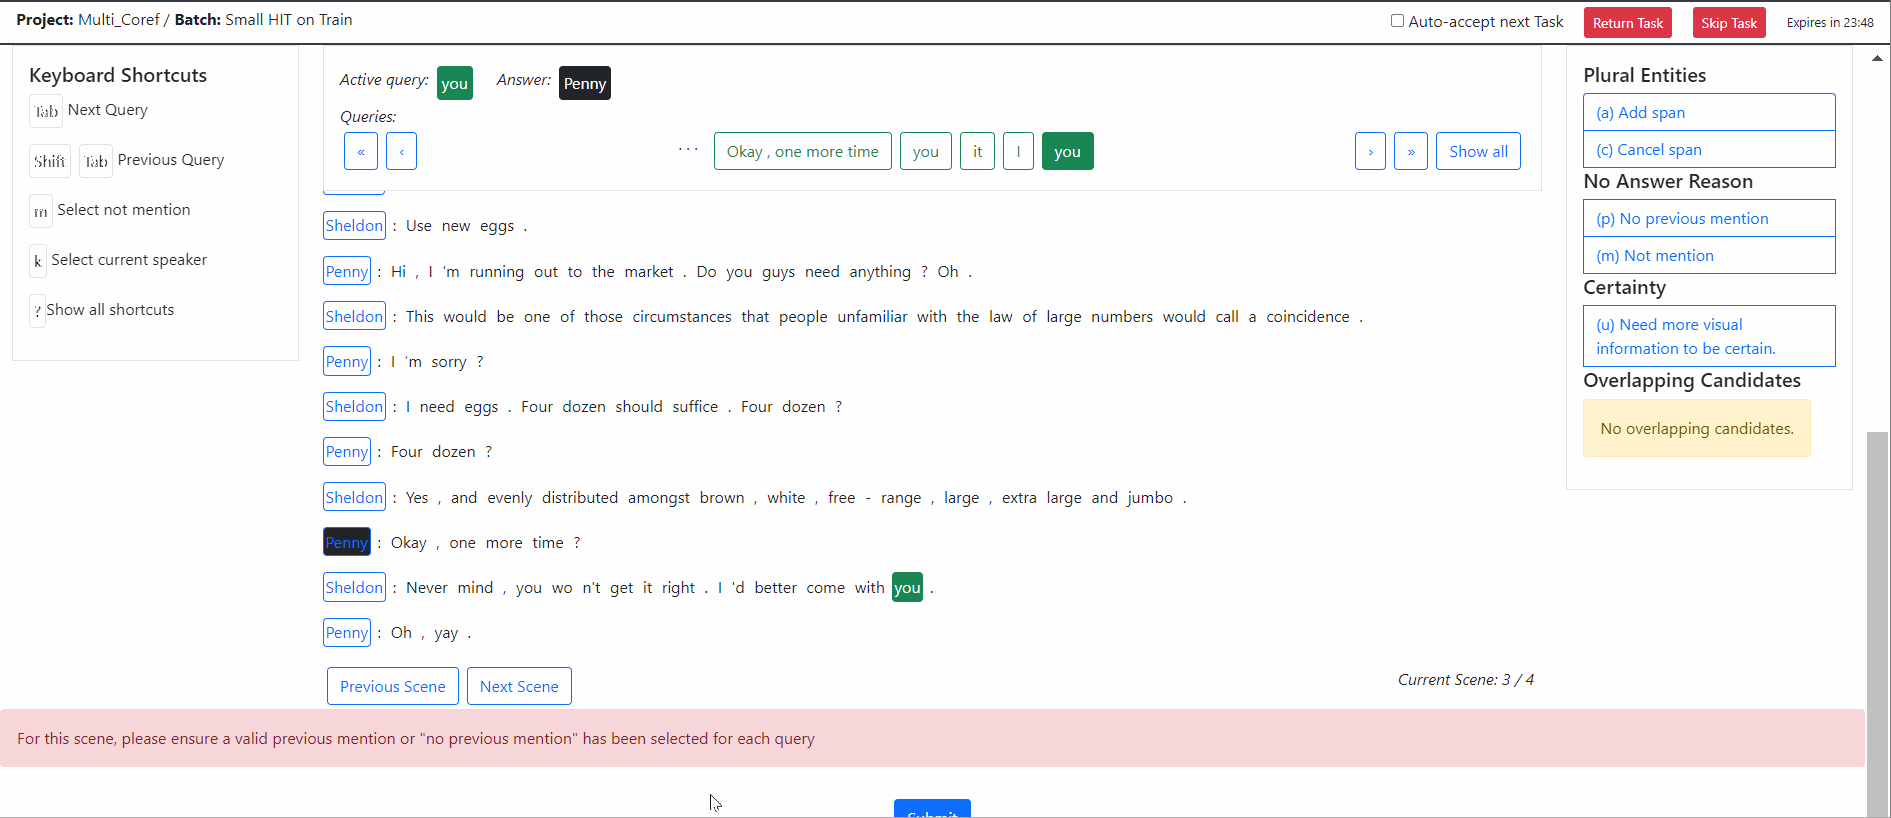 Project: Multi_Coref / Batch: Small HIT on Train
Auto-accept next Task
Return Task
Skip Task
Expires in 23:48
Keyboard Shortcuts
Tab Next Query
Shift Tab Previous Query
m Select not mention
k Select current speaker
? Show all shortcuts
Active query: you Answer: Penny
Queries:
« ‹ ... Okay , one more time you it I you › » Show all
Sheldon : Use new eggs .
Penny : Hi , I 'm running out to the market . Do you guys need anything ? Oh .
Sheldon : This would be one of those circumstances that people unfamiliar with the law of large numbers would call a coincidence .
Penny : I 'm sorry ?
Sheldon : I need eggs . Four dozen should suffice . Four dozen ?
Penny : Four dozen ?
Sheldon : Yes , and evenly distributed amongst brown , white , free - range , large , extra large and jumbo .
Penny : Okay , one more time ?
Sheldon : Never mind , you wo n't get it right . I 'd better come with you .
Penny : Oh , yay .
Previous Scene Next Scene
Current Scene: 3 / 4
For this scene, please ensure a valid previous mention or "no previous mention" has been selected for each query
Submit
Plural Entities
(a) Add span
(c) Cancel span
No Answer Reason
(p) No previous mention
(m) Not mention
Certainty
(u) Need more visual
information to be certain.
Overlapping Candidates
No overlapping candidates.